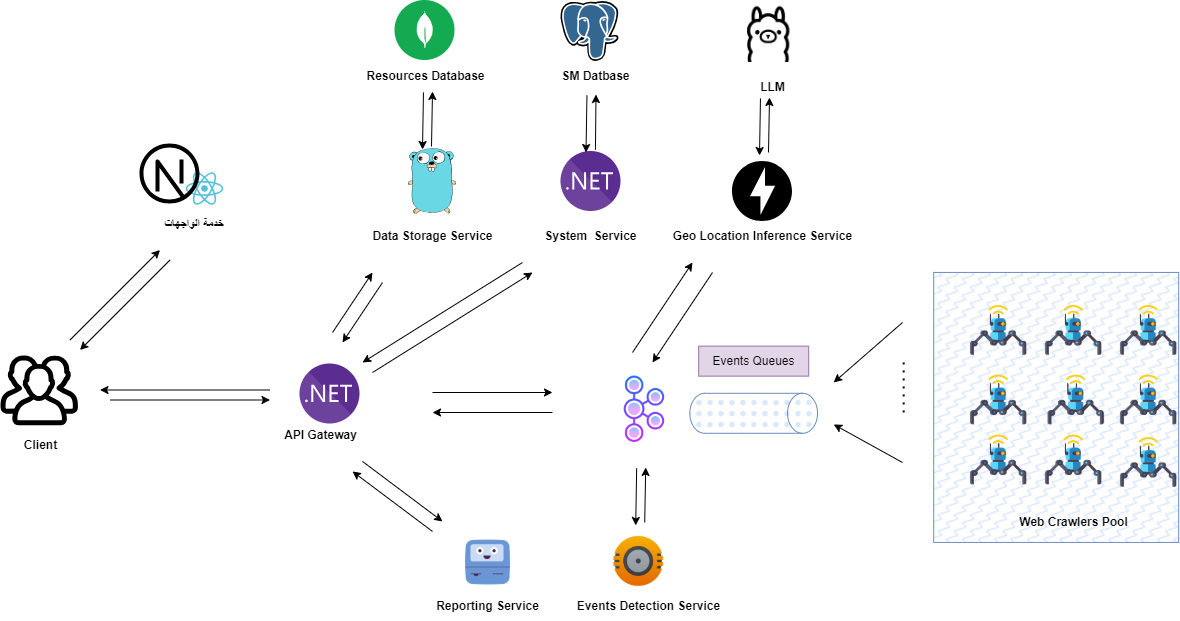 Resources Database
SM Datbase
LLM
.NET
N
خدمة الواجهات
Data Storage Service
System Service
Geo Location Inference Service
Events Queues
.NET
API Gateway
Client
Web Crawlers Pool
Reporting Service
Events Detection Service